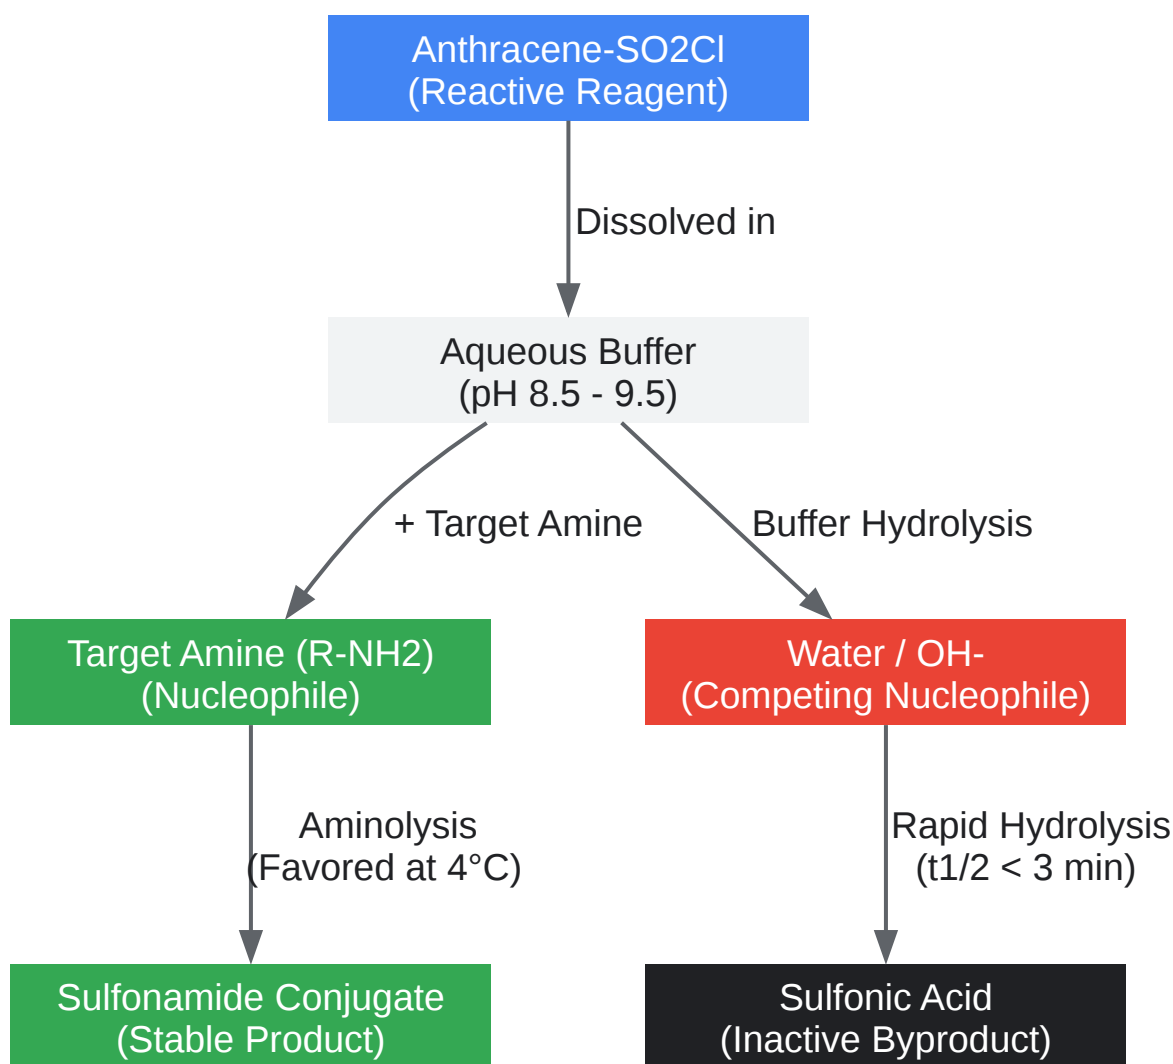 Anthracene-SO2Cl
(Reactive Reagent)
Dissolved in
Aqueous Buffer
(pH 8.5 - 9.5)
+ Target Amine
Buffer Hydrolysis
Target Amine (R-NH2)
(Nucleophile)
Water / OH-
(Competing Nucleophile)
Aminolysis
(Favored at 4°C)
Rapid Hydrolysis
(t1/2 < 3 min)
Sulfonamide Conjugate
(Stable Product)
Sulfonic Acid
(Inactive Byproduct)